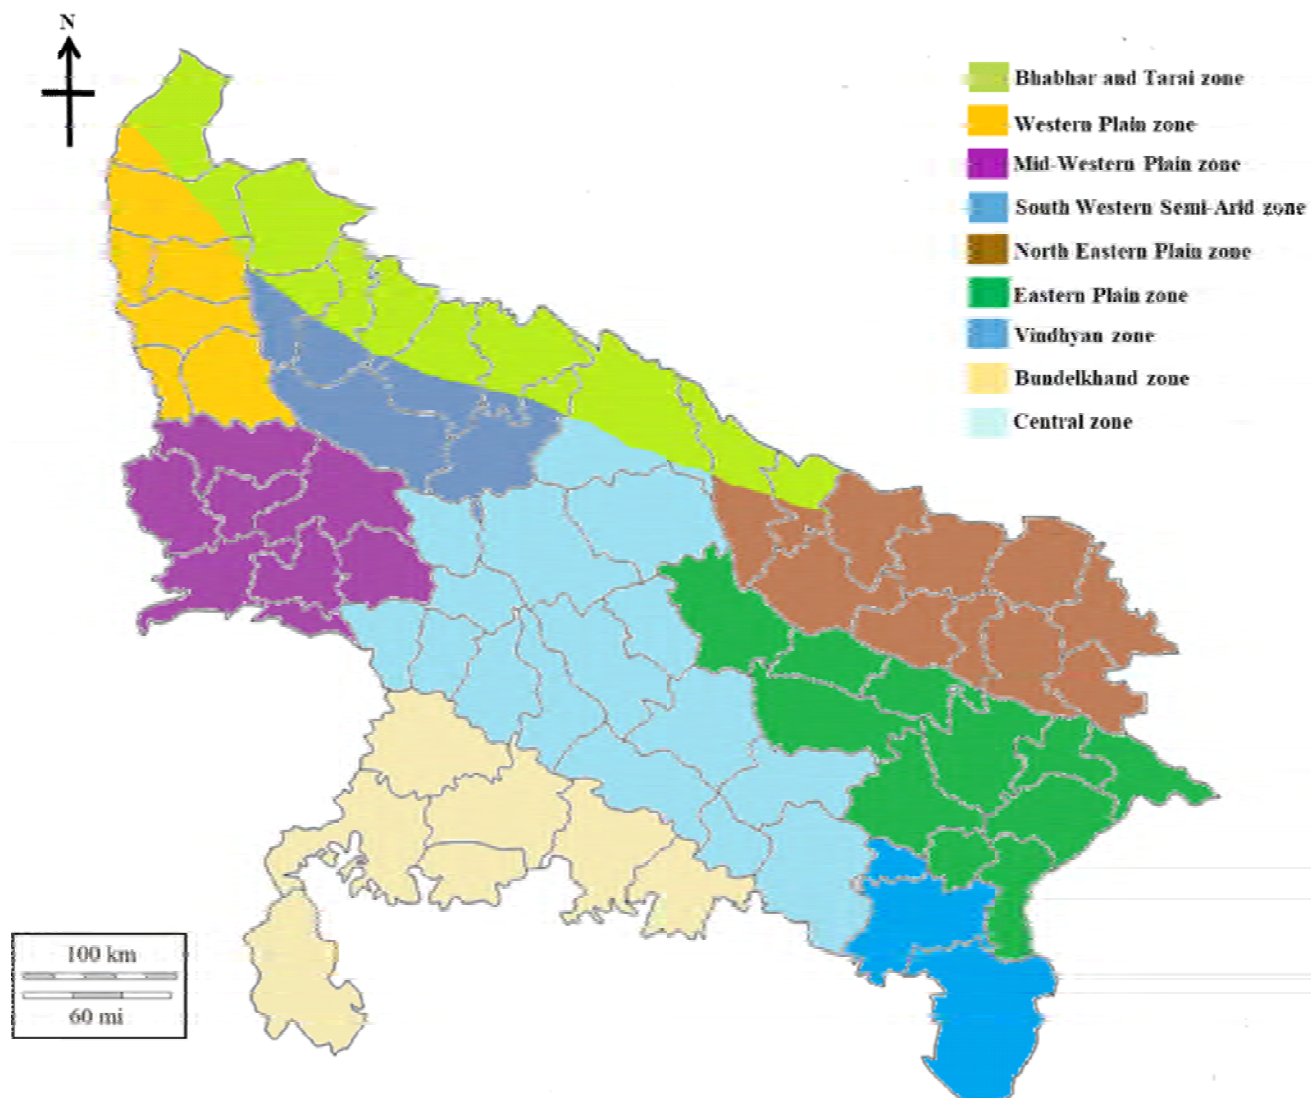 N
Bhabhar and Tarai zone
Western Plain zone
Mid-Western Plain zone
South Western Semi-Arid zone
North Eastern Plain zone
Eastern Plain zone
Vindhyan zone
Bundelkhand zone
Central zone
100 km
60 mi